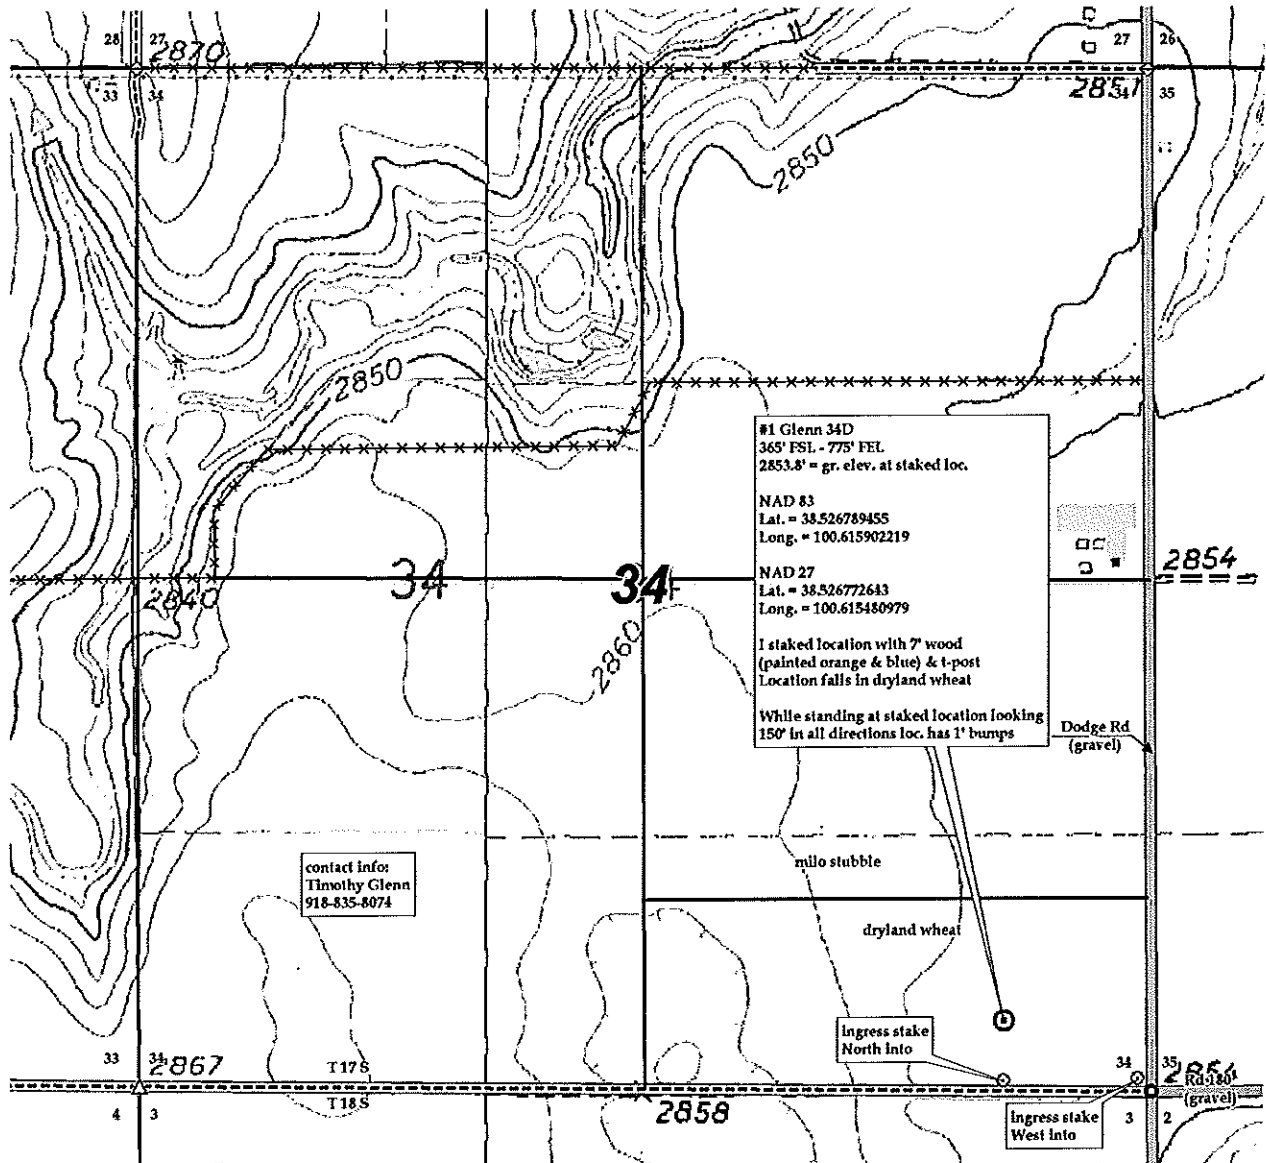 28 27
2870
33 34
27 26
2851
34 35
2850
2850
#1 Glenn 34D
365' FSL - 775' FEL
2853.8' = gr. elev. at staked loc.
NAD 83
Lat. = 38.526789455
Long. = 100.615902219
NAD 27
Lat. = 38.526772643
Long. = 100.615480979
I staked location with 7' wood
(painted orange & blue) & t-post
Location falls in dryland wheat
While standing at staked location looking
150' in all directions loc. has 1' bumps
2854
34
34
2840
2860
Dodge Rd
(gravel)
milo stubble
contact info:
Timothy Glenn
918-835-8074
dryland wheat
Ingress stake
North into
33 34
2867
T 17 S
34 35
Rd 180
(gravel)
T 18 S
4 3
2858
Ingress stake
West into
3 2